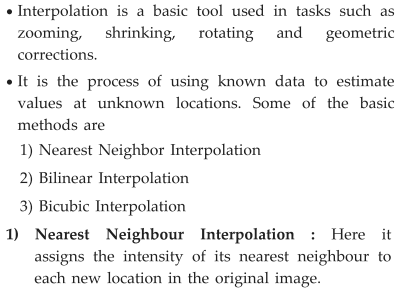 • Interpolation is a basic tool used in tasks such as
zooming, shrinking, rotating and geometric
corrections.
• It is the process of using known data to estimate
values at unknown locations. Some of the basic
methods are
1) Nearest Neighbor Interpolation
2) Bilinear Interpolation
3) Bicubic Interpolation
1) Nearest Neighbour Interpolation : Here it
assigns the intensity of its nearest neighbour to
each new location in the original image.